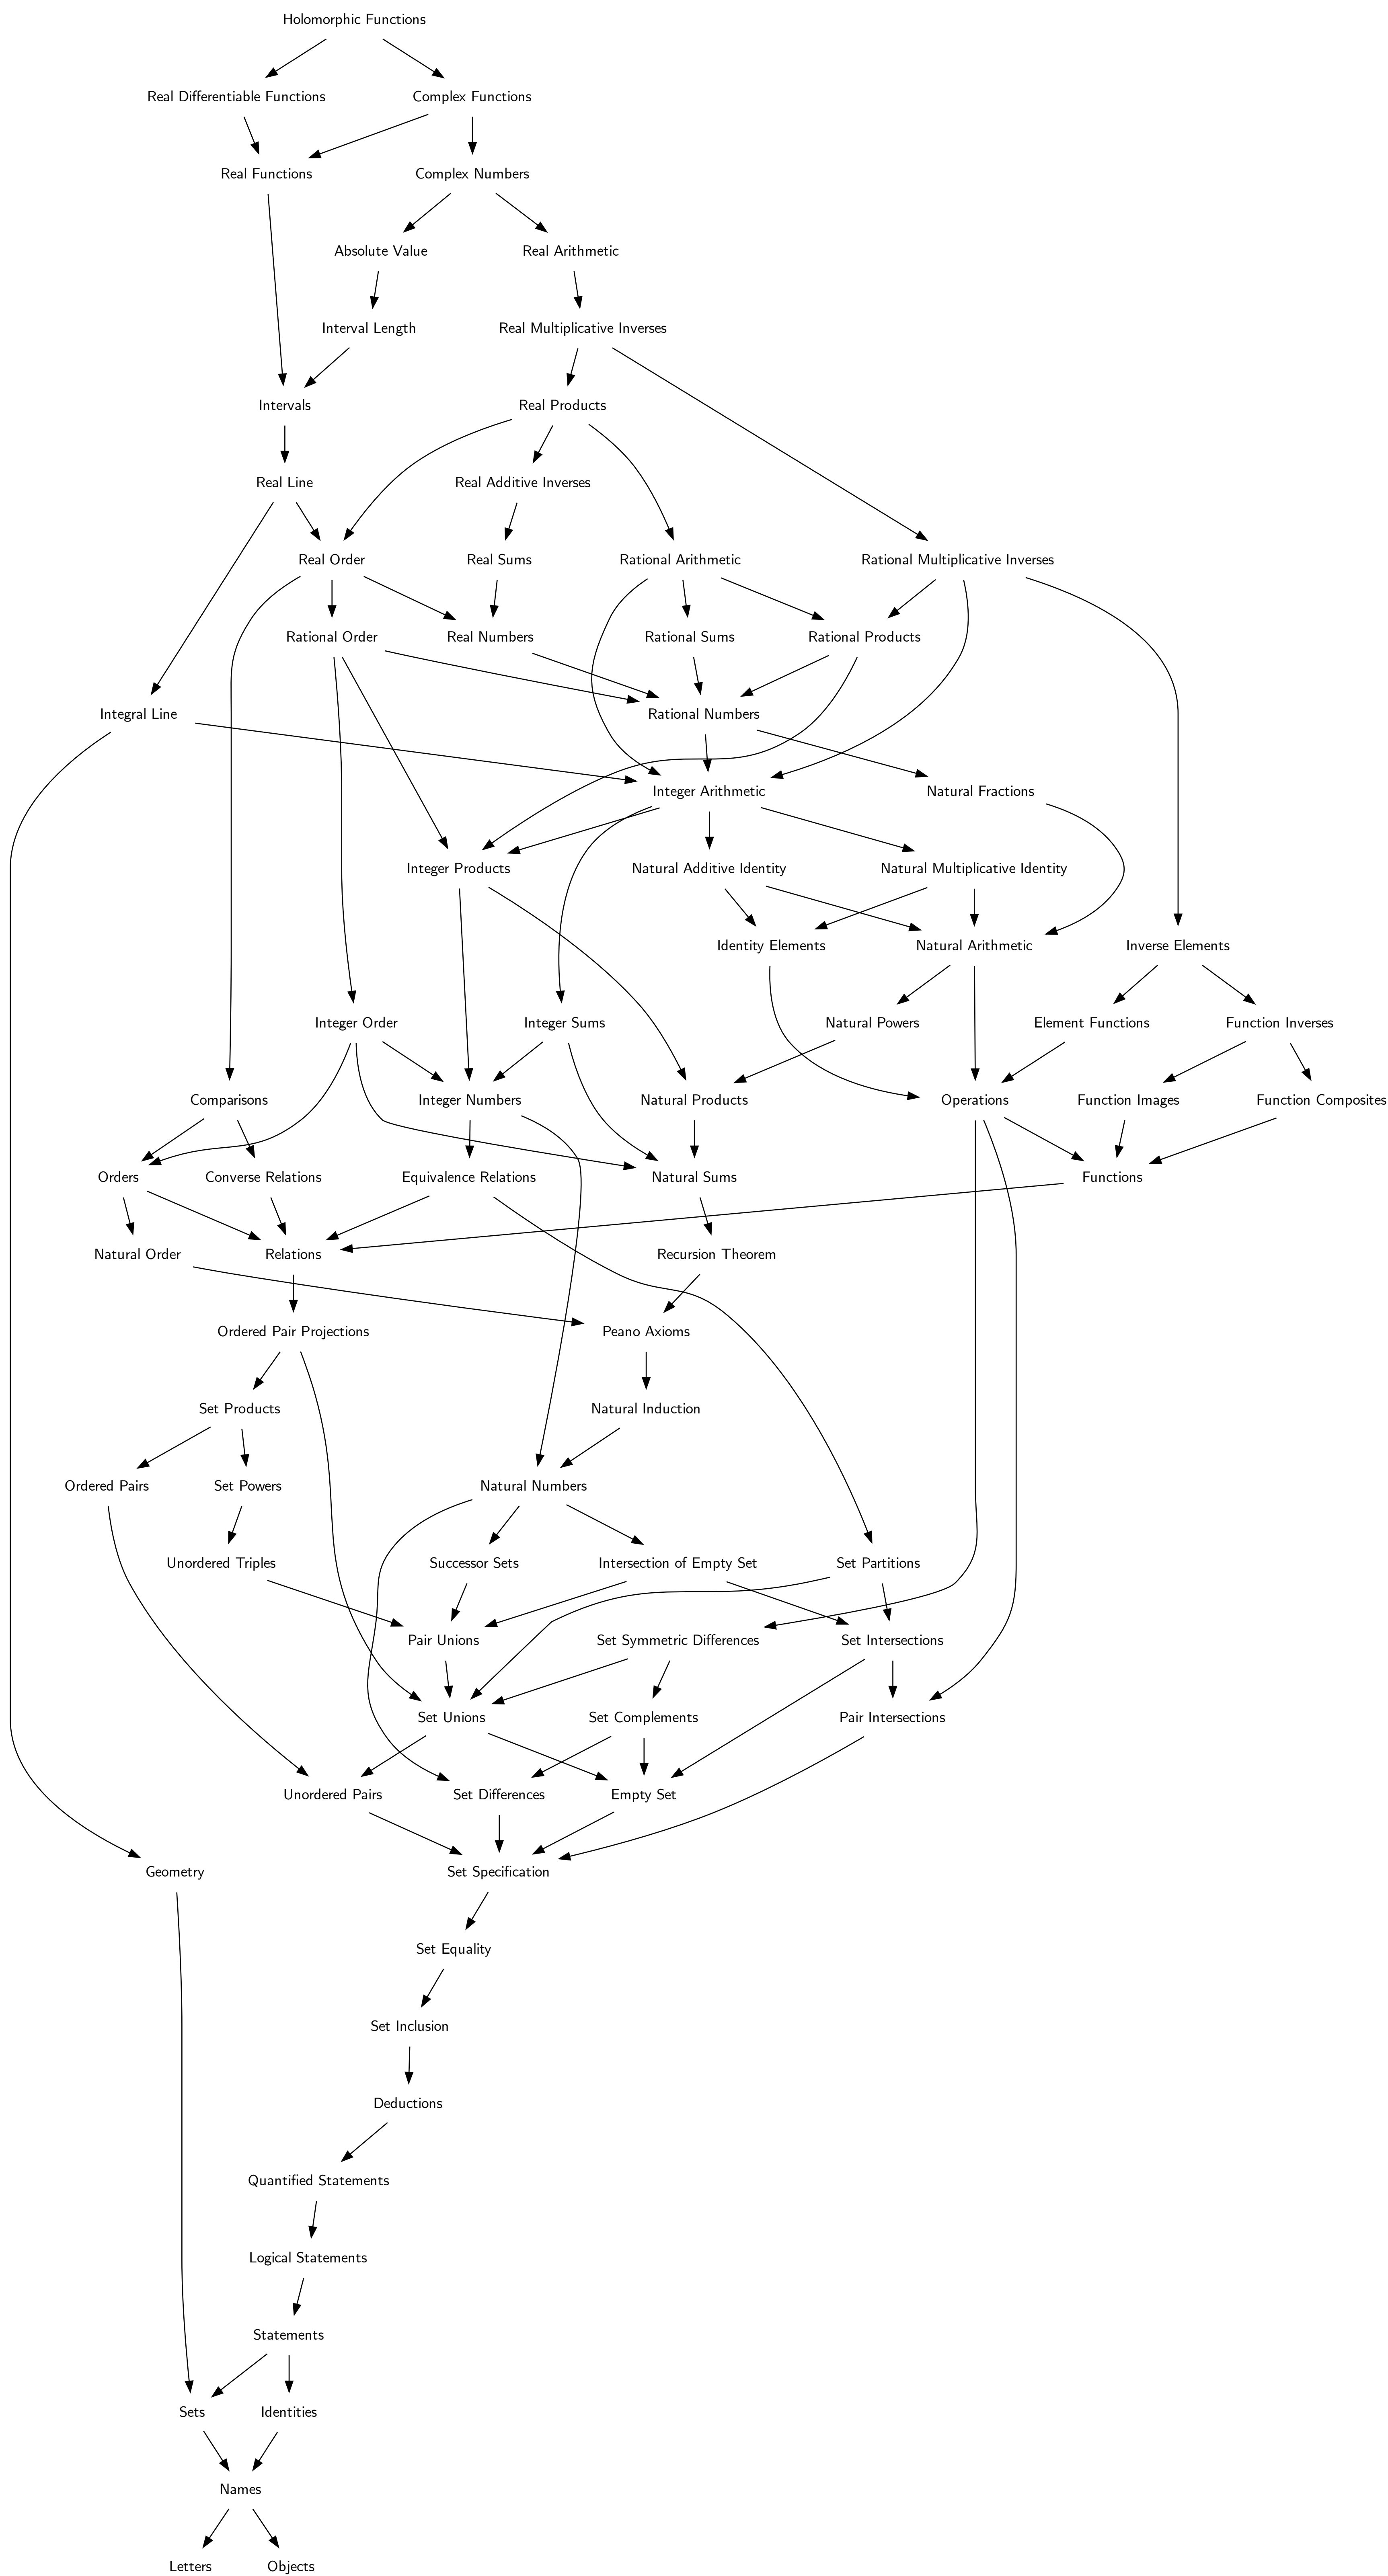 Holomorphic Functions
Real Differentiable Functions
Complex Functions
Real Functions
Complex Numbers
Absolute Value
Real Arithmetic
Interval Length
Real Multiplicative Inverses
Intervals
Real Products
Real Line
Real Additive Inverses
Real Order
Real Sums
Rational Arithmetic
Rational Multiplicative Inverses
Rational Order
Real Numbers
Rational Sums
Rational Products
Integral Line
Rational Numbers
Integer Arithmetic
Natural Fractions
Integer Products
Natural Additive Identity
Natural Multiplicative Identity
Identity Elements
Natural Arithmetic
Inverse Elements
Integer Order
Integer Sums
Natural Powers
Element Functions
Function Inverses
Comparisons
Integer Numbers
Natural Products
Operations
Function Images
Function Composites
Orders
Converse Relations
Equivalence Relations
Natural Sums
Functions
Natural Order
Relations
Recursion Theorem
Ordered Pair Projections
Peano Axioms
Set Products
Natural Induction
Ordered Pairs
Set Powers
Natural Numbers
Unordered Triples
Successor Sets
Intersection of Empty Set
Set Partitions
Pair Unions
Set Symmetric Differences
Set Intersections
Set Unions
Set Complements
Pair Intersections
Unordered Pairs
Set Differences
Empty Set
Geometry
Set Specification
Set Equality
Set Inclusion
Deductions
Quantified Statements
Logical Statements
Statements
Sets
Identities
Names
Letters
Objects